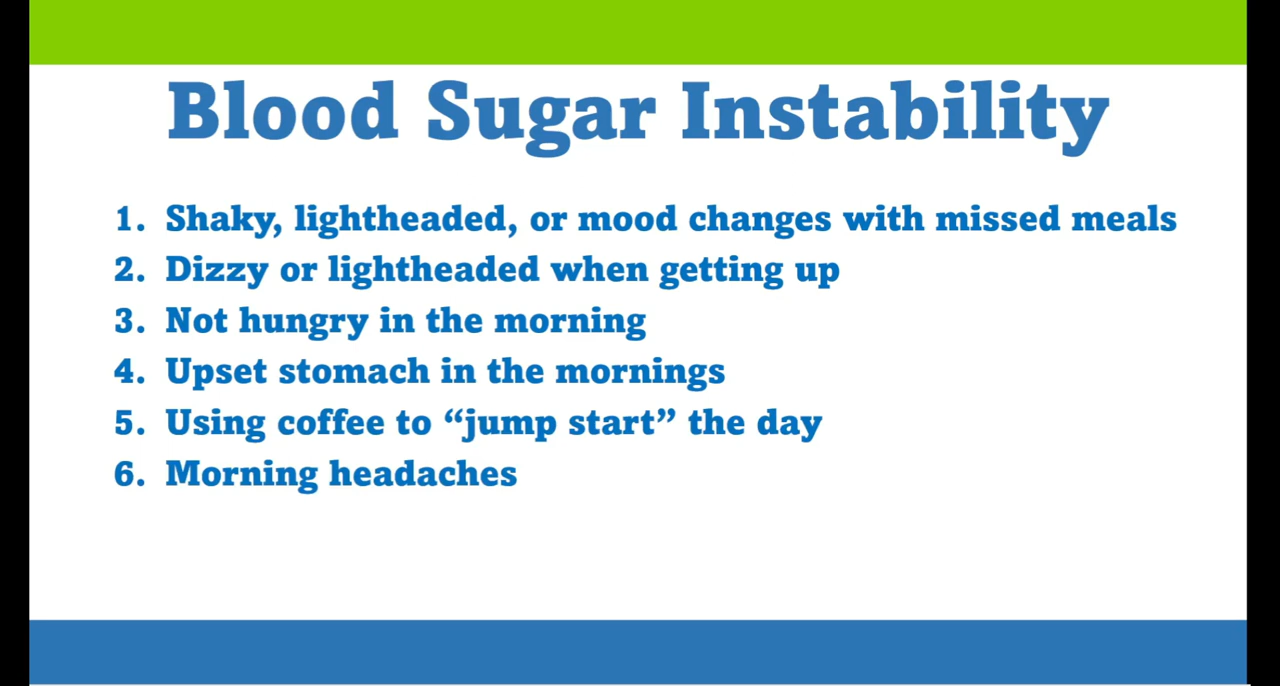 Blood Sugar Instability
1. Shaky, lightheaded, or mood changes with missed meals
2. Dizzy or lightheaded when getting up
3. Not hungry in the morning
4. Upset stomach in the mornings
5. Using coffee to “jump start” the day
6. Morning headaches